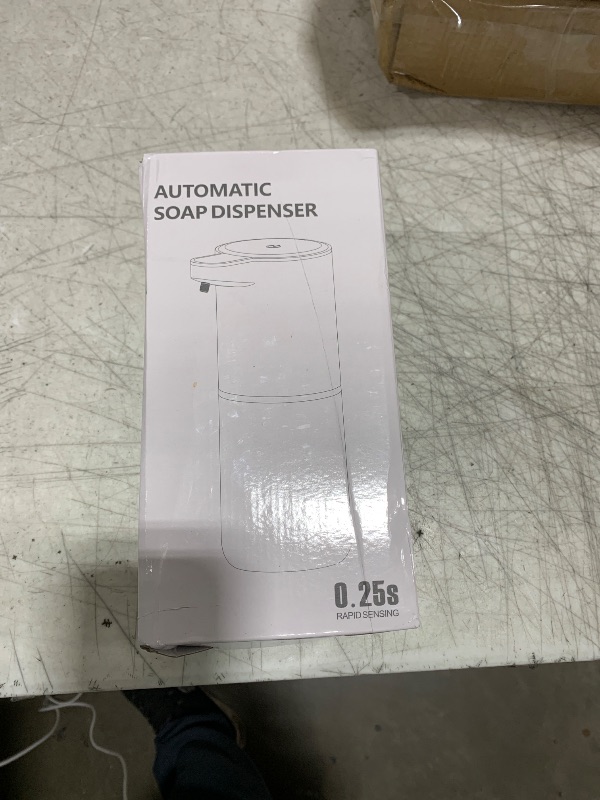 AUTOMATIC
SOAP DISPENSER
0.25s
RAPID SENSING